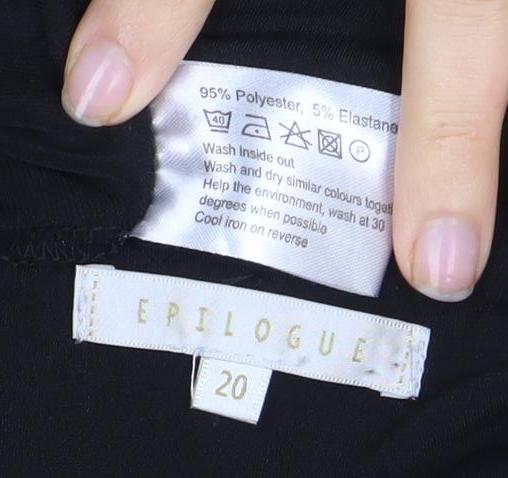 95% Polyester, 5% Elastane
40 P
Wash Inside out
Wash and dry similar colours
Help the environment, wash at 30
degrees when possible
Cool iron on reverse
EPILOGUE
20